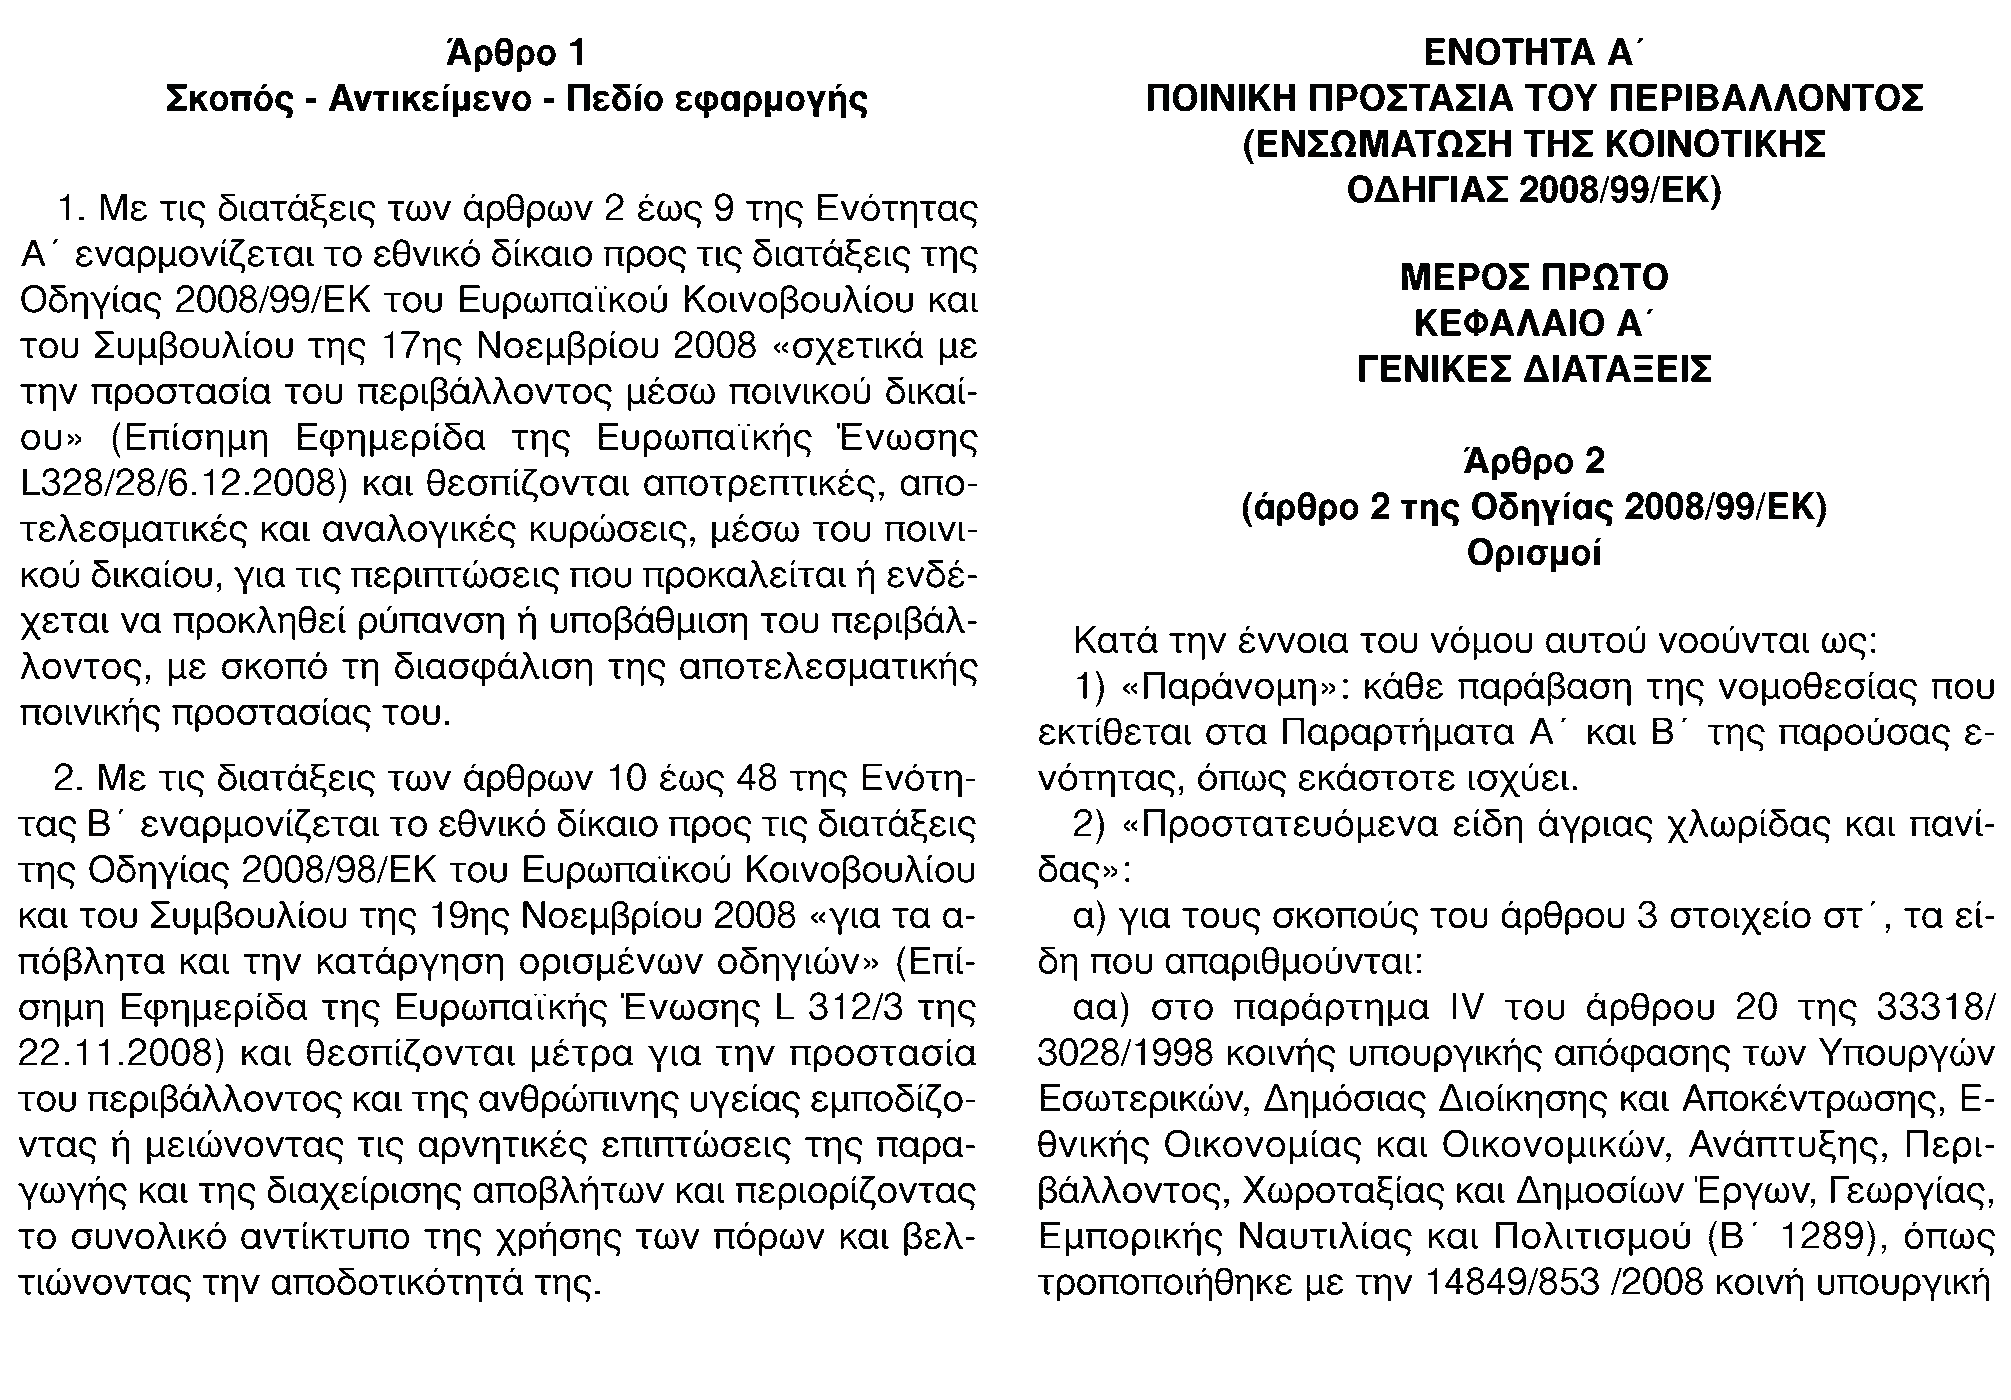 Άρθρο 1
Σκοπός - Αντικείμενο - Πεδίο εφαρμογής
1. Με τις διατάξεις των άρθρων 2 έως 9 της Ενότητας
Α΄ εναρμονίζεται το εθνικό δίκαιο προς τις διατάξεις της
Οδηγίας 2008/99/ΕΚ του Ευρωπαϊκού Κοινοβουλίου και
του Συμβουλίου της 17ης Νοεμβρίου 2008 «σχετικά με
την προστασία του περιβάλλοντος μέσω ποινικού δικαί-
ου» (Επίσημη Εφημερίδα της Ευρωπαϊκής Ένωσης
L328/28/6.12.2008) και θεσπίζονται αποτρεπτικές, απο-
τελεσματικές και αναλογικές κυρώσεις, μέσω του ποινι-
κού δικαίου, για τις περιπτώσεις που προκαλείται ή ενδέ-
χεται να προκληθεί ρύπανση ή υποβάθμιση του περιβάλ-
λοντος, με σκοπό τη διασφάλιση της αποτελεσματικής
ποινικής προστασίας του.
2. Με τις διατάξεις των άρθρων 10 έως 48 της Ενότη-
τας Β΄ εναρμονίζεται το εθνικό δίκαιο προς τις διατάξεις
της Οδηγίας 2008/98/ΕΚ του Ευρωπαϊκού Κοινοβουλίου
και του Συμβουλίου της 19ης Νοεμβρίου 2008 «για τα α-
πόβλητα και την κατάργηση ορισμένων οδηγιών» (Επί-
σημη Εφημερίδα της Ευρωπαϊκής Ένωσης L 312/3 της
22.11.2008) και θεσπίζονται μέτρα για την προστασία
του περιβάλλοντος και της ανθρώπινης υγείας εμποδίζο-
ντας ή μειώνοντας τις αρνητικές επιπτώσεις της παρα-
γωγής και της διαχείρισης αποβλήτων και περιορίζοντας
το συνολικό αντίκτυπο της χρήσης των πόρων και βελ-
τιώνοντας την αποδοτικότητά της.
ΕΝΟΤΗΤΑ Α΄
ΠΟΙΝΙΚΗ ΠΡΟΣΤΑΣΙΑ ΤΟΥ ΠΕΡΙΒΑΛΛΟΝΤΟΣ
(ΕΝΣΩΜΑΤΩΣΗ ΤΗΣ ΚΟΙΝΟΤΙΚΗΣ
ΟΔΗΓΙΑΣ 2008/99/ΕΚ)
ΜΕΡΟΣ ΠΡΩΤΟ
ΚΕΦΑΛΑΙΟ Α΄
ΓΕΝΙΚΕΣ ΔΙΑΤΑΞΕΙΣ
Άρθρο 2
(άρθρο 2 της Οδηγίας 2008/99/ΕΚ)
Ορισμοί
Κατά την έννοια του νόμου αυτού νοούνται ως:
1) «Παράνομη»: κάθε παράβαση της νομοθεσίας που
εκτίθεται στα Παραρτήματα Α΄ και Β΄ της παρούσας ε-
νότητας, όπως εκάστοτε ισχύει.
2) «Προστατευόμενα είδη άγριας χλωρίδας και πανί-
δας»:
α) για τους σκοπούς του άρθρου 3 στοιχείο στ΄, τα εί-
δη που απαριθμούνται:
αα) στο παράρτημα IV του άρθρου 20 της 33318/
3028/1998 κοινής υπουργικής απόφασης των Υπουργών
Εσωτερικών, Δημόσιας Διοίκησης και Αποκέντρωσης, Ε-
θνικής Οικονομίας και Οικονομικών, Ανάπτυξης, Περι-
βάλλοντος, Χωροταξίας και Δημοσίων Έργων, Γεωργίας,
Εμπορικής Ναυτιλίας και Πολιτισμού (Β΄ 1289), όπως
τροποποιήθηκε με την 14849/853 /2008 κοινή υπουργική